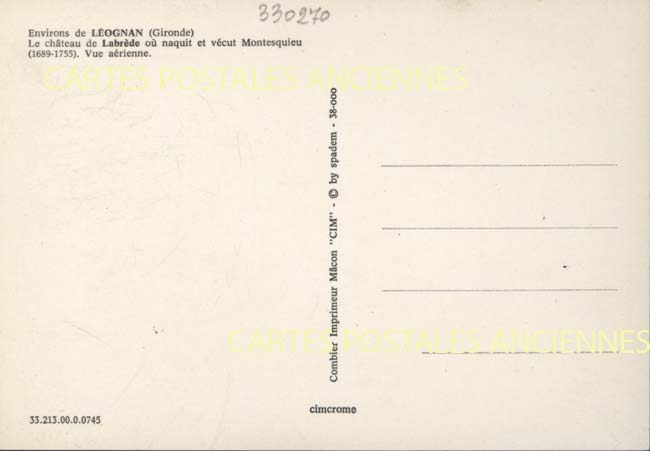 330270
Environs de LÉOGNAN (Gironde)
Le château de Labrède où naquit et vécut Montesquieu
(1689-1755). Vue aérienne.
CARTES POSTALES ANCIENNES
Combier Imprimeur Mâcon "CIM" - © by spadem - 38-000
CARTES POSTALES ANCIENNES
cimcrome
33.213.00.0.0745